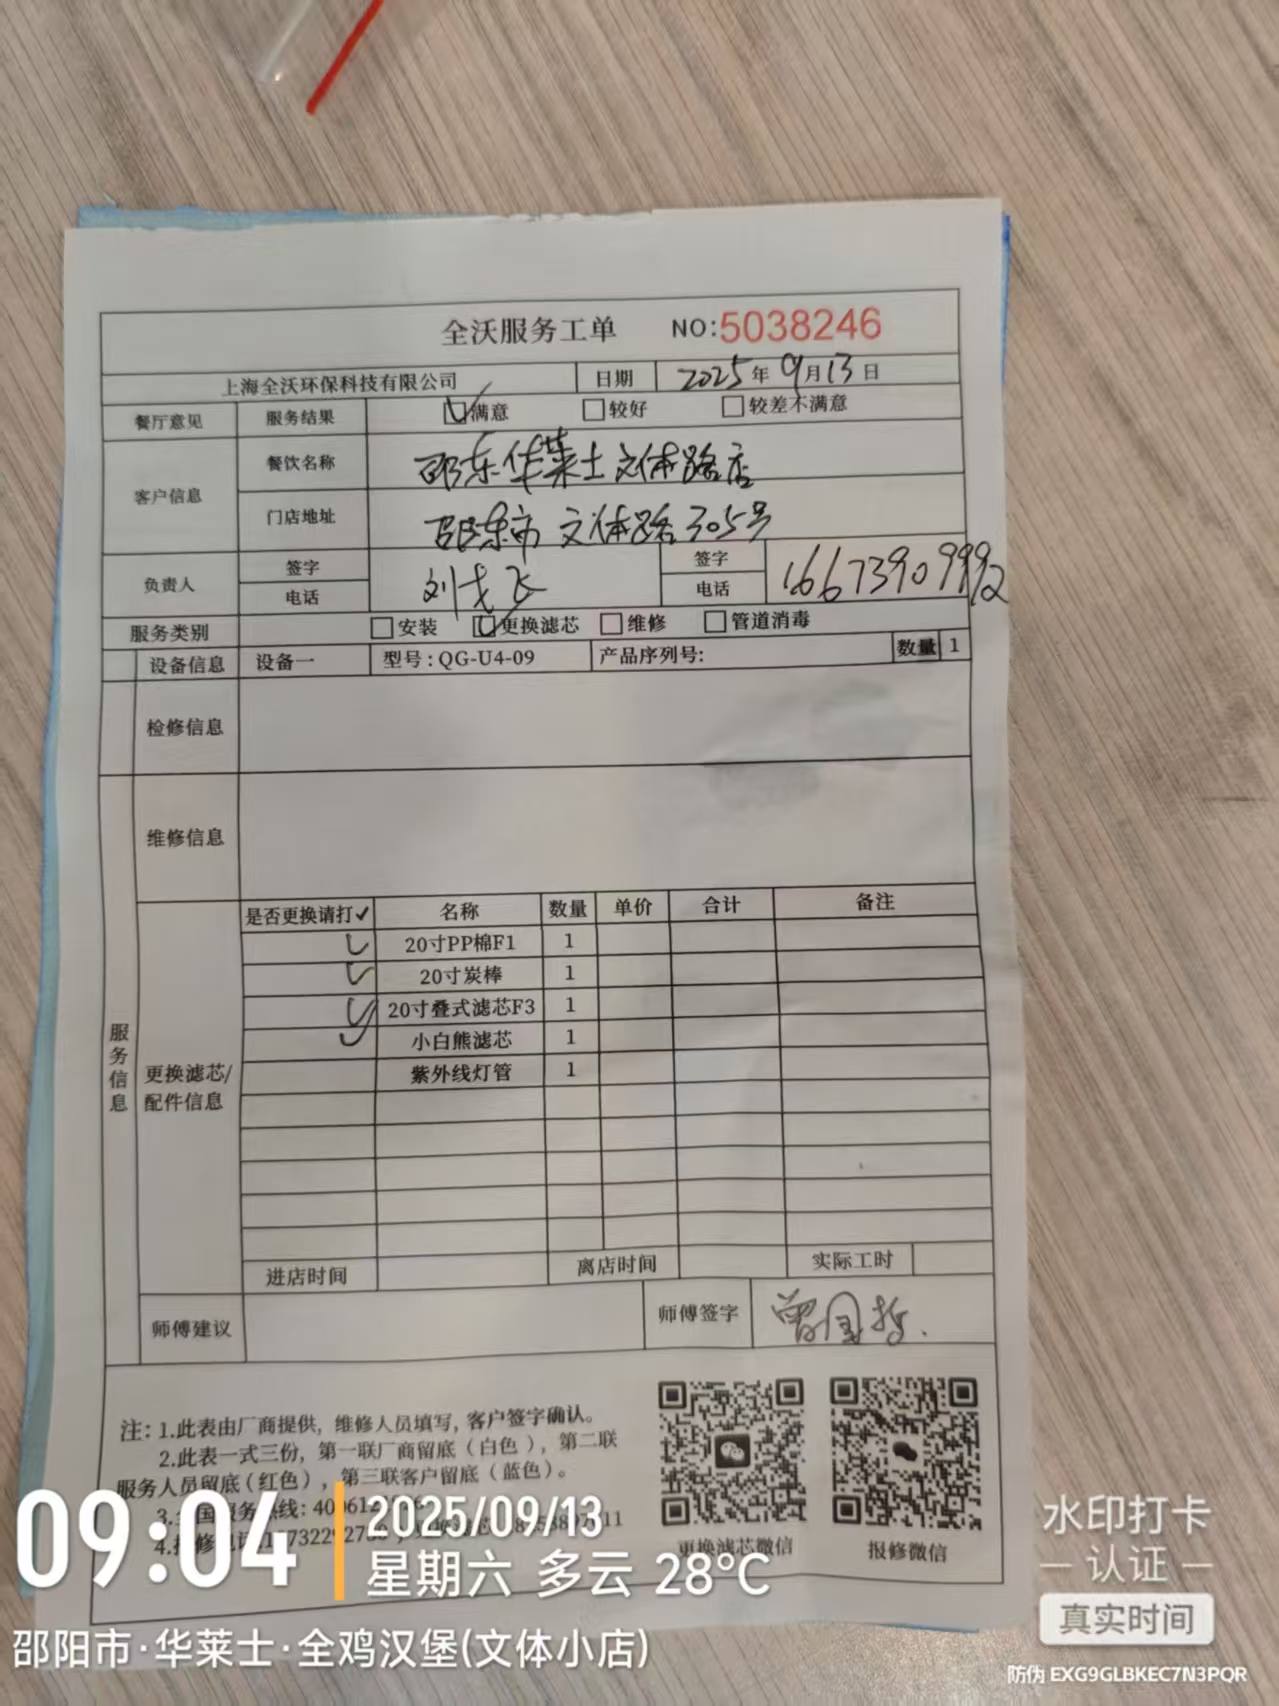 全沃服务工单 NO:5038246
上海全沃环保科技有限公司 日期 2025年 9月13日
餐厅意见 服务结果 满意 较好 较差不满意
客户信息 餐饮名称 邵东华莱士文体路店
门店地址 邵东市文体路305号
负责人 签字 电话 刘戈飞 签字 电话 16673909992
服务类别 安装 更换滤芯 维修 管道消毒
设备信息 设备一 型号:QG-U4-09 产品序列号: 数量 1
检修信息
维修信息
服务信息
更换滤芯/配件信息
是否更换请打✓ 名称 数量 单价 合计 备注
✓ 20寸PP棉F1 1
✓ 20寸炭棒 1
✓ 20寸叠式滤芯F3 1
✓ 小白熊滤芯 1
紫外线灯管 1
进店时间 离店时间 实际工时
师傅建议 师傅签字 曾国哲
注: 1.此表由厂商提供, 维修人员填写, 客户签字确认。
2.此表一式三份, 第一联厂商留底(白色), 第二联
服务人员留底(红色), 第三联客户留底(蓝色)。
3.全国服务热线:
4.报修
更换滤芯微信 报修微信
09:04 2025/09/13
星期六 多云 28°C
邵阳市·华莱士·全鸡汉堡(文体小店)
水印打卡
认证
真实时间
防伪 EXG9GLBKEC7N3PQR